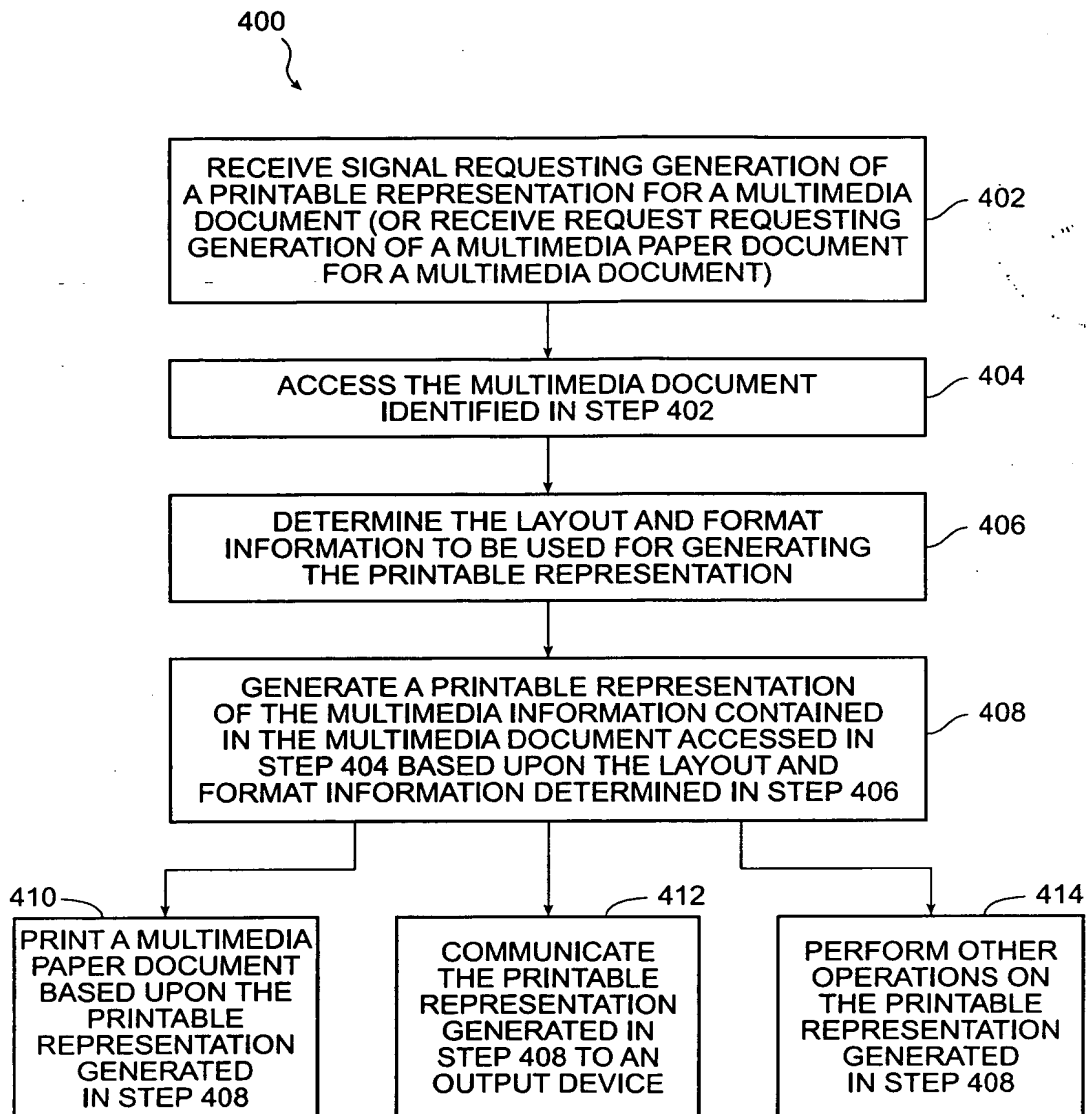 400
RECEIVE SIGNAL REQUESTING GENERATION OF
A PRINTABLE REPRESENTATION FOR A MULTIMEDIA
DOCUMENT (OR RECEIVE REQUEST REQUESTING
GENERATION OF A MULTIMEDIA PAPER DOCUMENT
FOR A MULTIMEDIA DOCUMENT)
402
ACCESS THE MULTIMEDIA DOCUMENT
IDENTIFIED IN STEP 402
404
DETERMINE THE LAYOUT AND FORMAT
INFORMATION TO BE USED FOR GENERATING
THE PRINTABLE REPRESENTATION
406
GENERATE A PRINTABLE REPRESENTATION
OF THE MULTIMEDIA INFORMATION CONTAINED
IN THE MULTIMEDIA DOCUMENT ACCESSED IN
STEP 404 BASED UPON THE LAYOUT AND
FORMAT INFORMATION DETERMINED IN STEP 406
408
410
PRINT A MULTIMEDIA
PAPER DOCUMENT
BASED UPON THE
PRINTABLE
REPRESENTATION
GENERATED
IN STEP 408
412
COMMUNICATE
THE PRINTABLE
REPRESENTATION
GENERATED IN
STEP 408 TO AN
OUTPUT DEVICE
414
PERFORM OTHER
OPERATIONS ON
THE PRINTABLE
REPRESENTATION
GENERATED
IN STEP 408